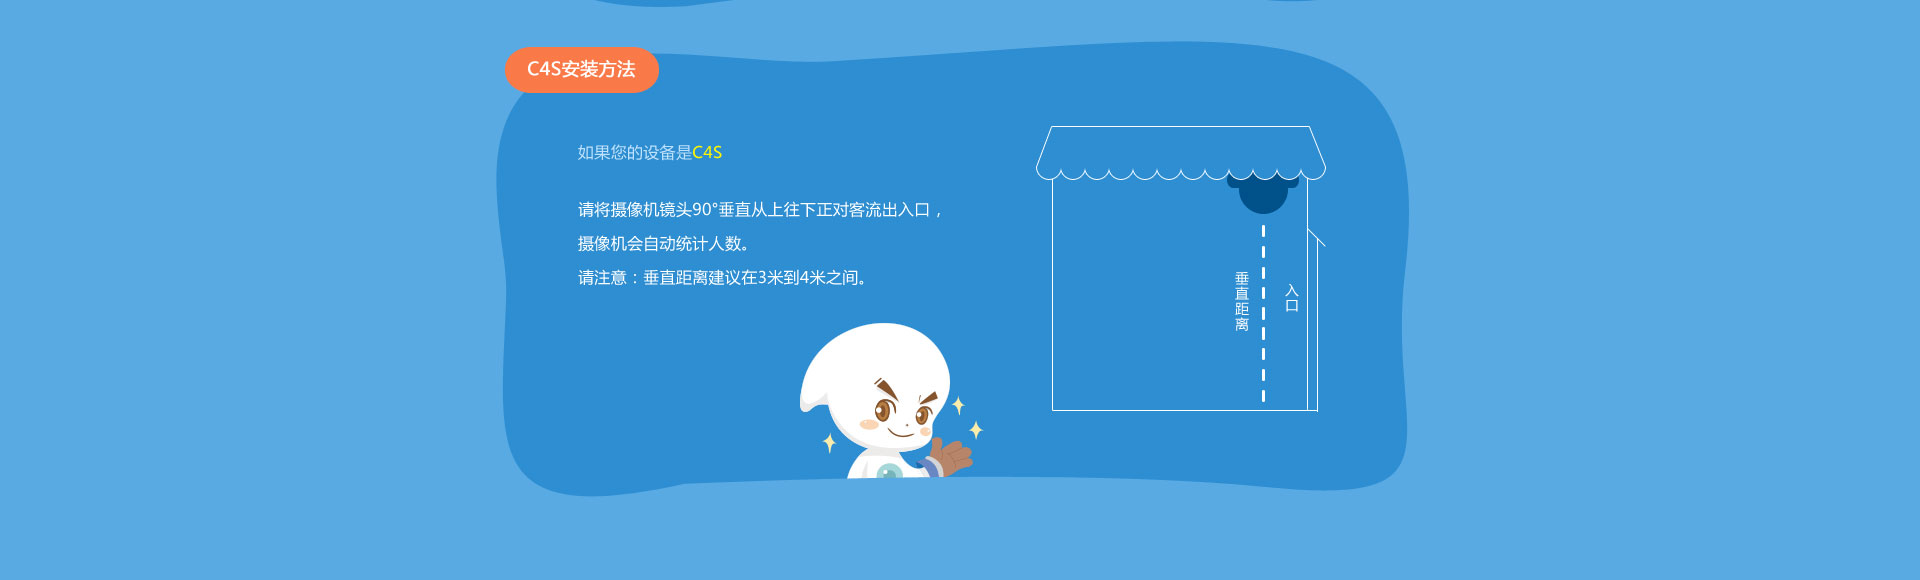 C4S安装方法
如果您的设备是C4S
请将摄像机镜头90°垂直从上往下正对客流出入口，
摄像机会自动统计人数。
请注意：垂直距离建议在3米到4米之间。
垂直距离
入口